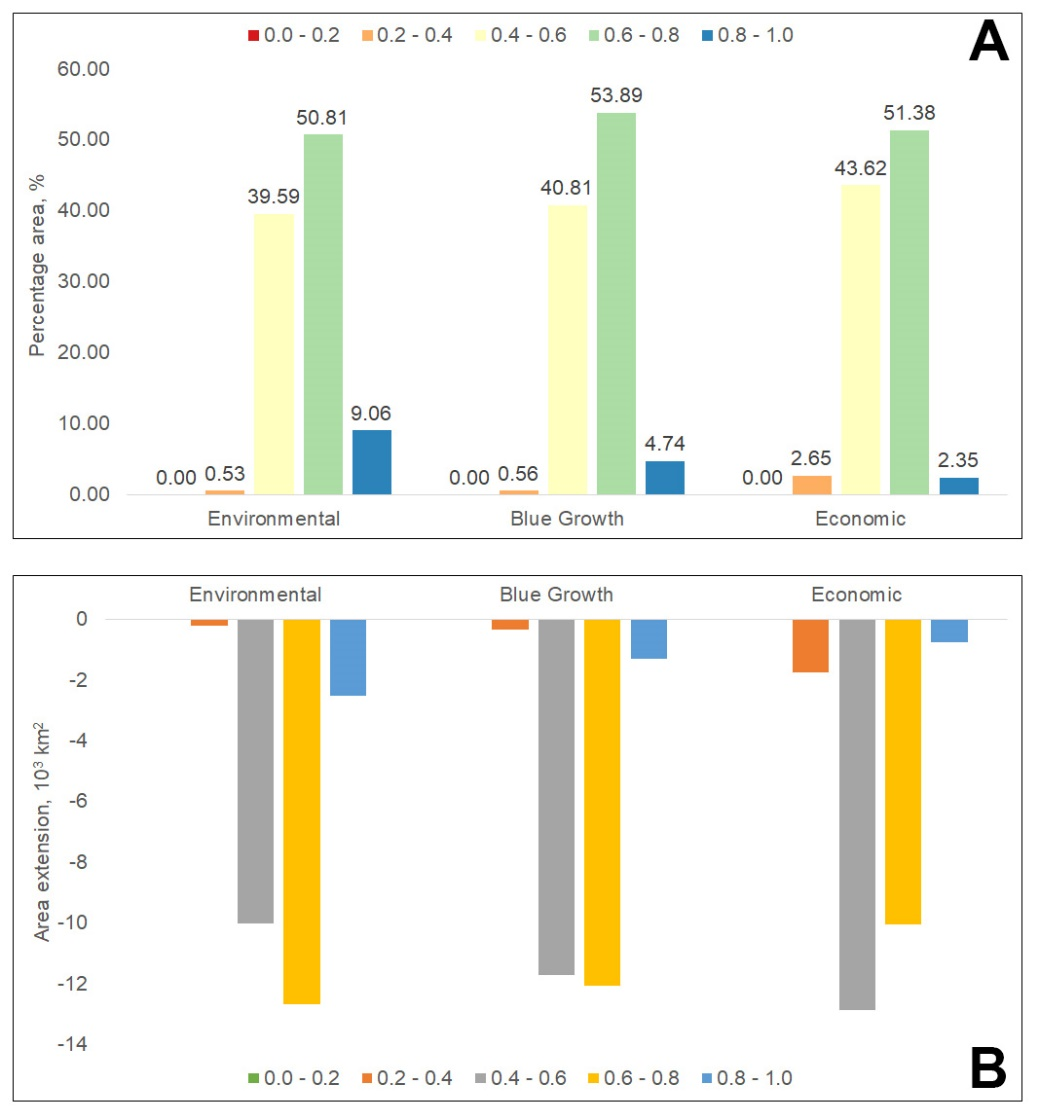 0.0 - 0.2 0.2 - 0.4 0.4 - 0.6 0.6 - 0.8 0.8 - 1.0
A
Percentage area, %
60.00
50.00
40.00
30.00
20.00
10.00
0.00
0.00 0.53 39.59 50.81 9.06
0.00 0.56 40.81 53.89 4.74
0.00 2.65 43.62 51.38 2.35
Environmental Blue Growth Economic
Environmental Blue Growth Economic
Area extension, 10³ km²
0
-2
-4
-6
-8
-10
-12
-14
0.0 - 0.2 0.2 - 0.4 0.4 - 0.6 0.6 - 0.8 0.8 - 1.0
B